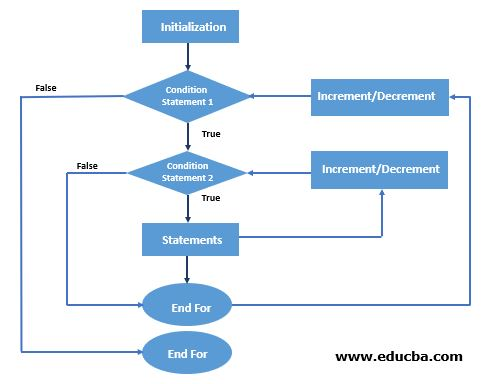 Initialization
False
Condition
Statement 1
Increment/Decrement
True
False
Condition
Statement 2
Increment/Decrement
True
Statements
End For
End For
www.educba.com